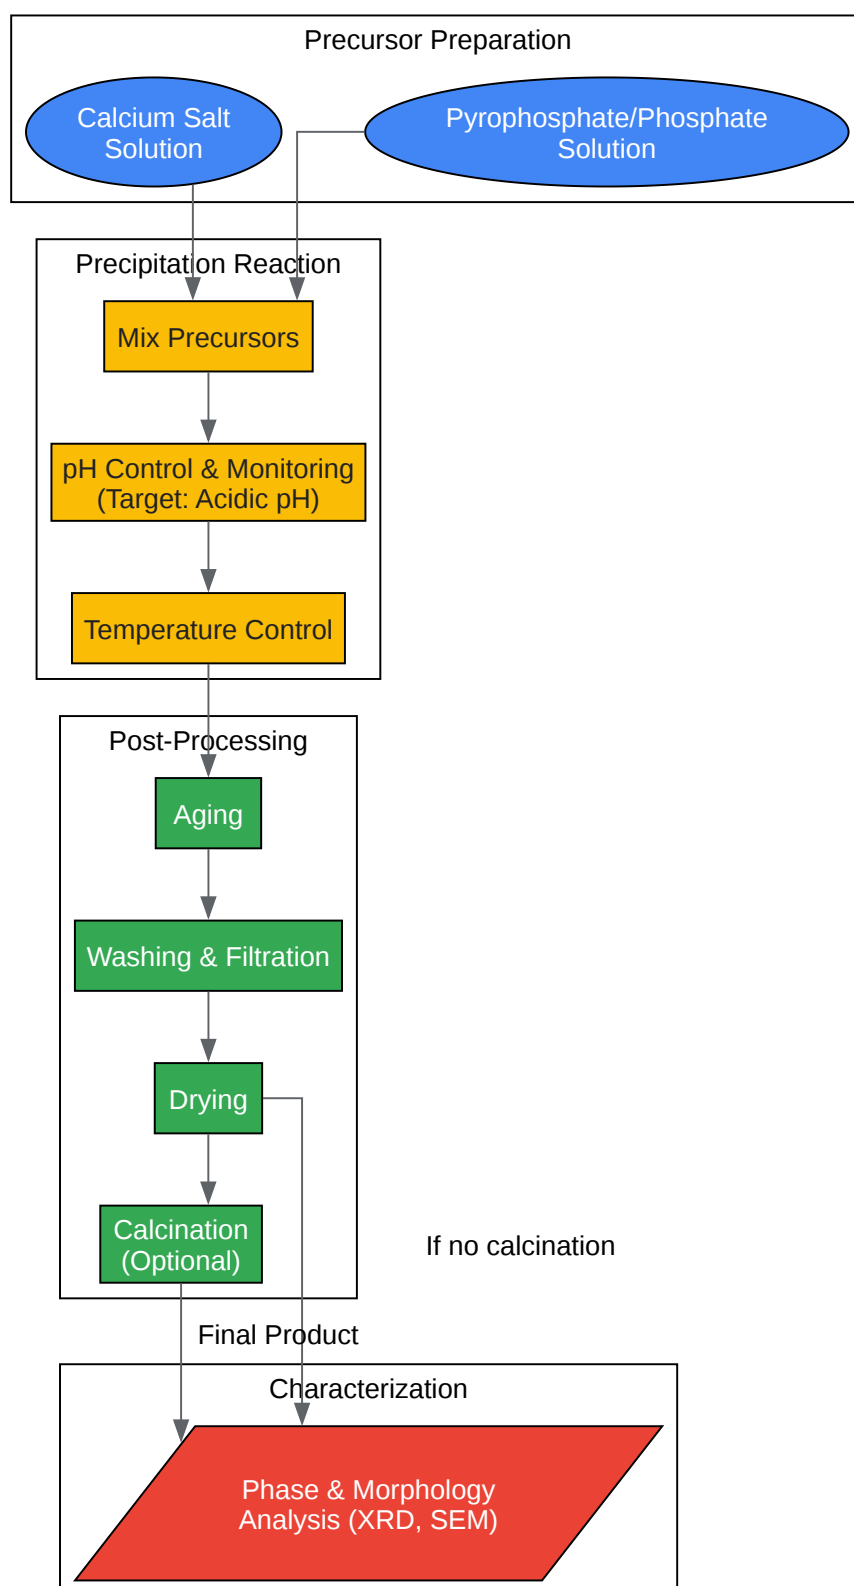 Precursor Preparation
Calcium Salt
Solution
Pyrophosphate/Phosphate
Solution
Precipitation Reaction
Mix Precursors
pH Control & Monitoring
(Target: Acidic pH)
Temperature Control
Post-Processing
Aging
Washing & Filtration
Drying
Calcination
(Optional)
If no calcination
Final Product
Characterization
Phase & Morphology
Analysis (XRD, SEM)